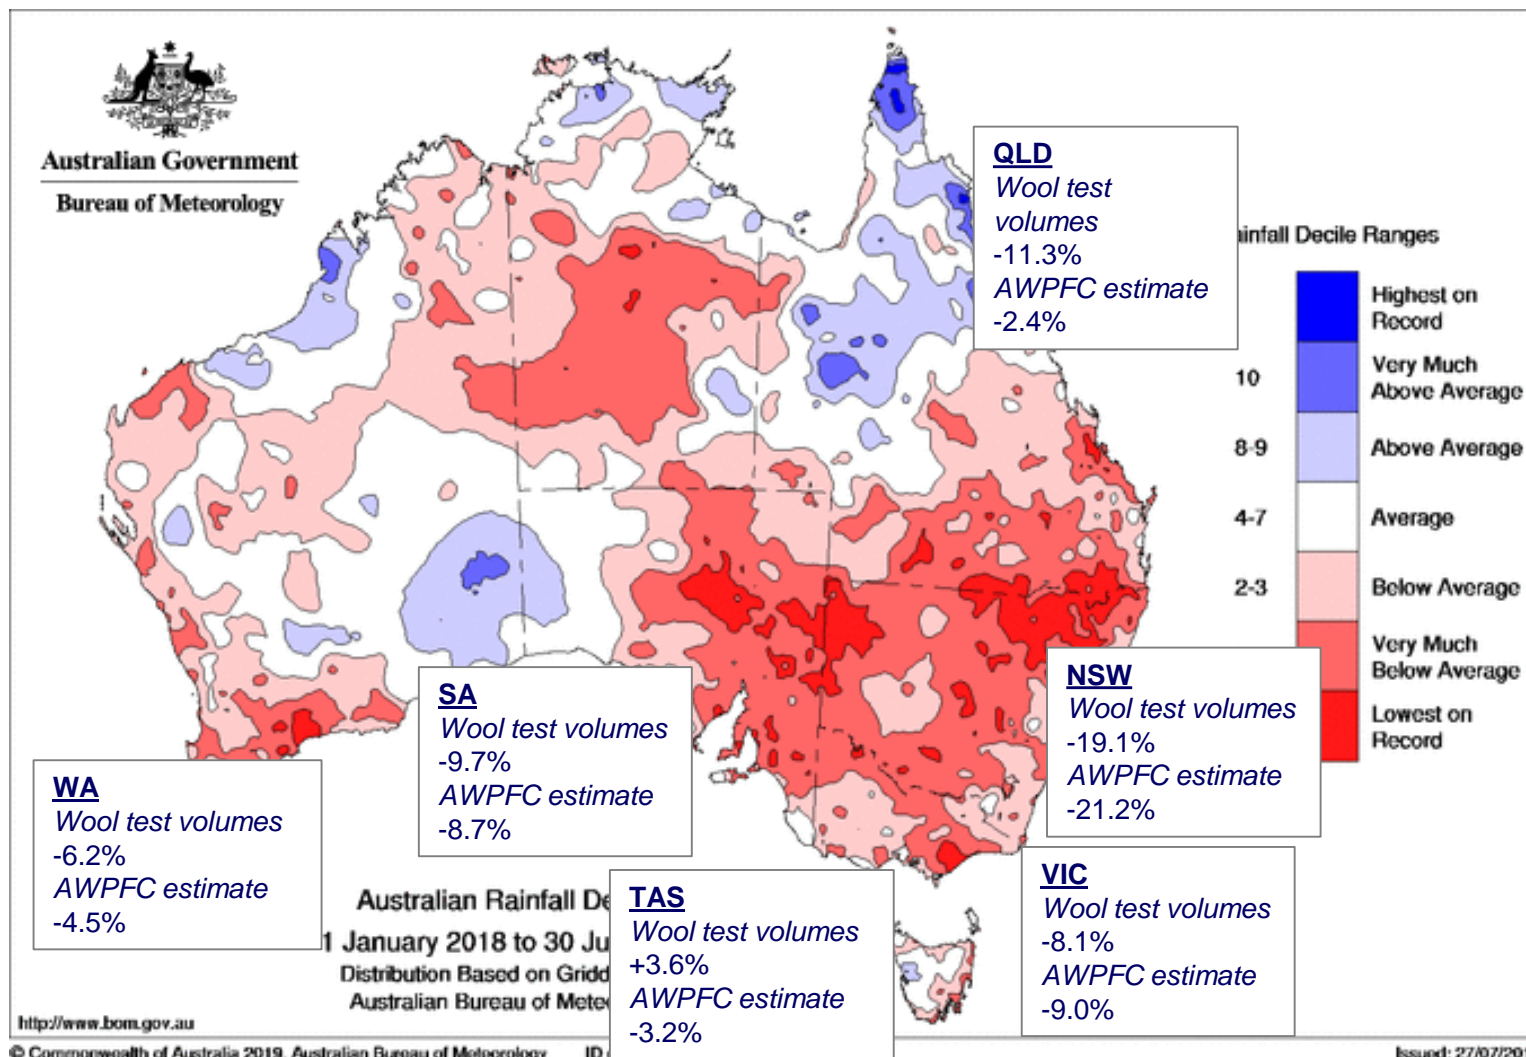 Australian Government
Bureau of Meteorology
QLD
Wool test
volumes
-11.3%
AWPFC estimate
-2.4%
Rainfall Decile Ranges
Highest on
Record
10
Very Much
Above Average
8-9
Above Average
4-7
Average
2-3
Below Average
Very Much
Below Average
Lowest on
Record
NSW
Wool test volumes
-19.1%
AWPFC estimate
-21.2%
SA
Wool test volumes
-9.7%
AWPFC estimate
-8.7%
WA
Wool test volumes
-6.2%
AWPFC estimate
-4.5%
VIC
Wool test volumes
-8.1%
AWPFC estimate
-9.0%
TAS
Wool test volumes
+3.6%
AWPFC estimate
-3.2%
Australian Rainfall
1 January 2018 to 30
Distribution Based on
Australian Bureau of
http://www.bom.gov.au
© Commonwealth of Australia 2019, Australian Bureau of Meteorology
ID
Issued: 27/07/201